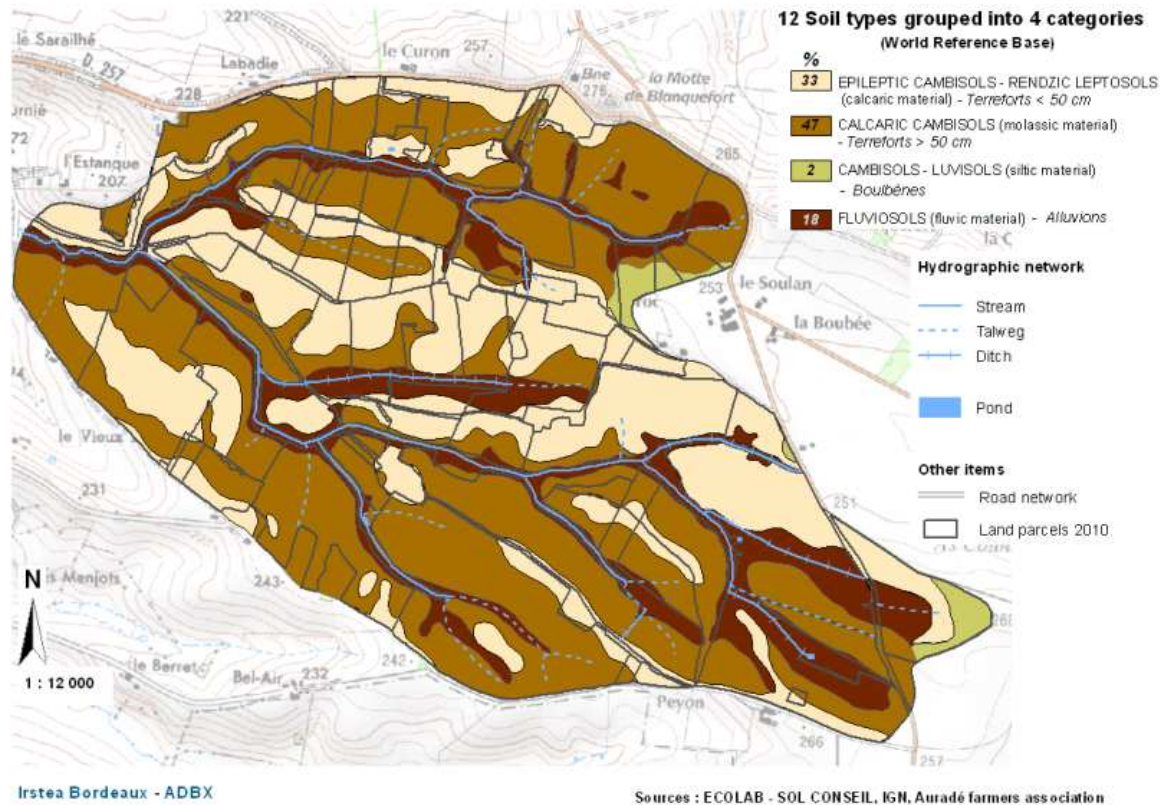 12 Soil types grouped into 4 categories
(World Reference Base)
%
33 EPILEPTIC CAMBISOLS - RENDZIC LEPTOSOLS
(calcaric material) - Terreforts < 50 cm
47 CALCARIC CAMBISOLS (molassic material)
- Terreforts > 50 cm
2 CAMBISOLS - LUVISOLS (siltic material)
- Boulbènes
18 FLUVIOSOLS (fluvic material) - Alluvions
Hydrographic network
Stream
Talweg
Ditch
Pond
Other items
Road network
Land parcels 2010
221
le Sarailhé
D. 257
Labadie
le Curon
257
Bne
276
la Motte
de Blanquefort
228
72
l'Estanque
207
265
253
le Soulan
la Boubée
le Vieux
231
251
243
242
le Berret
Bel-Air
232
Peyon
266
268
257
N
1 : 12 000
Irstea Bordeaux - ADBX
Sources : ECOLAB - SOL CONSEIL, IGN, Auradé farmers association